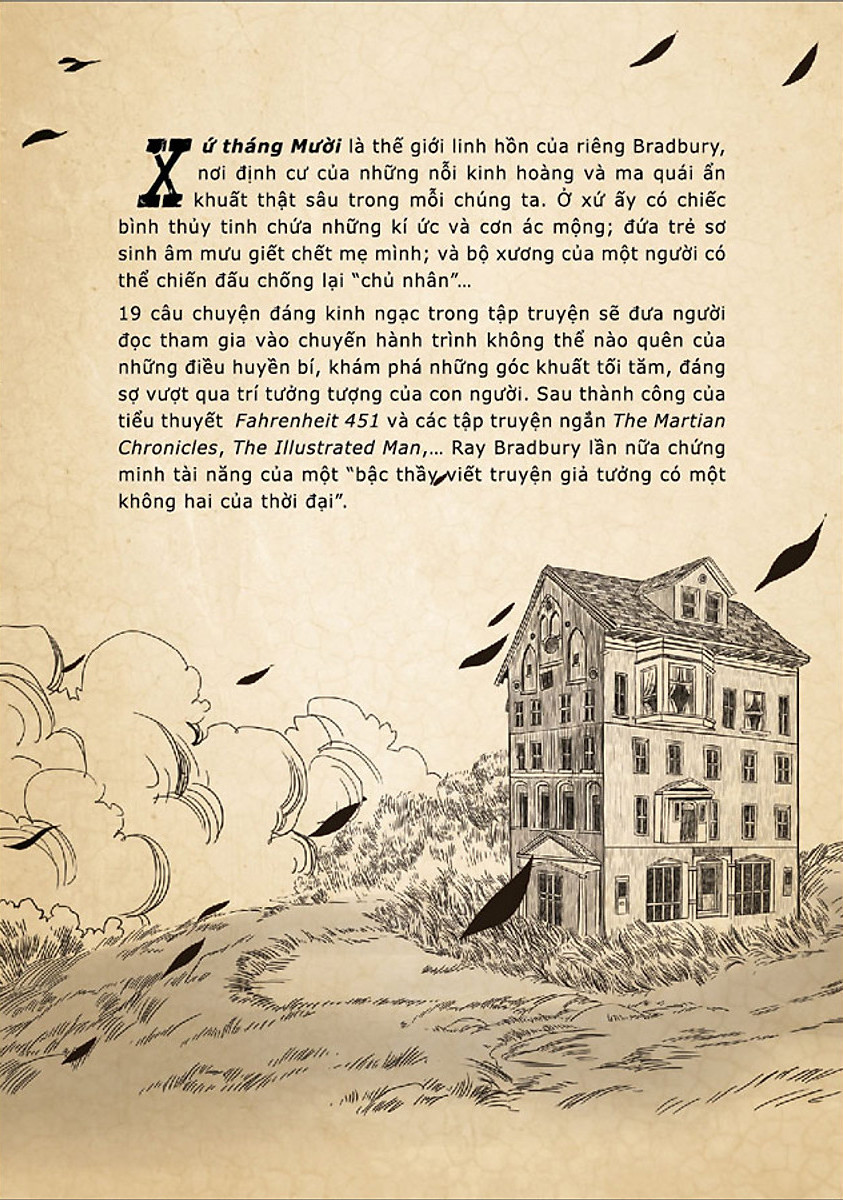 Xứ tháng Mười là thế giới linh hồn của riêng Bradbury,
nơi định cư của những nỗi kinh hoàng và ma quái ẩn
khuất thật sâu trong mỗi chúng ta. Ở xứ ấy có chiếc
bình thủy tinh chứa những kí ức và cơn ác mộng; đứa trẻ sơ
sinh âm mưu giết chết mẹ mình; và bộ xương của một người có
thể chiến đấu chống lại “chủ nhân”...
19 câu chuyện đáng kinh ngạc trong tập truyện sẽ đưa người
đọc tham gia vào chuyến hành trình không thể nào quên của
những điều huyền bí, khám phá những góc khuất tối tăm, đáng
sợ vượt qua trí tưởng tượng của con người. Sau thành công của
tiểu thuyết Fahrenheit 451 và các tập truyện ngắn The Martian
Chronicles, The Illustrated Man,... Ray Bradbury lần nữa chứng
minh tài năng của một “bậc thầy viết truyện giả tưởng có một
không hai của thời đại”.